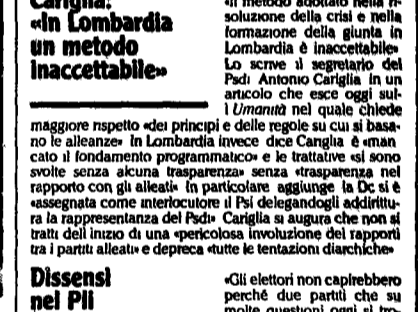 Cariglia:
«In Lombardia
un metodo
inaccettabile»
«Il metodo adottato nella ri-
soluzione della crisi e nella
formazione della giunta in
Lombardia è inaccettabile»
Lo scrive il segretario del
Psdi Antonio Cariglia in un
articolo che esce oggi sul-
l Umanità nel quale chiede
maggiore rispetto «dei principi e delle regole su cui si basa-
no le alleanze» In Lombardia invece dice Cariglia è «man
cato il fondamento programmatico» e le trattative «si sono
svolte senza alcuna trasparenza» senza «trasparenza nel
rapporto con gli alleati» In particolare aggiunge la Dc si è
«assegnata come interlocutore il Psi delegandogli addirittu-
ra la rappresentanza del Psdi» Cariglia si augura che non si
tratti dell inizio di una «pericolosa involuzione dei rapporti
tra i partiti alleati» e depreca «tutte le tentazioni diarchiche»
Dissensi
nel Pli
«Gli elettori non capirebbero
perché due partiti che su
molte questioni oggi si tro-